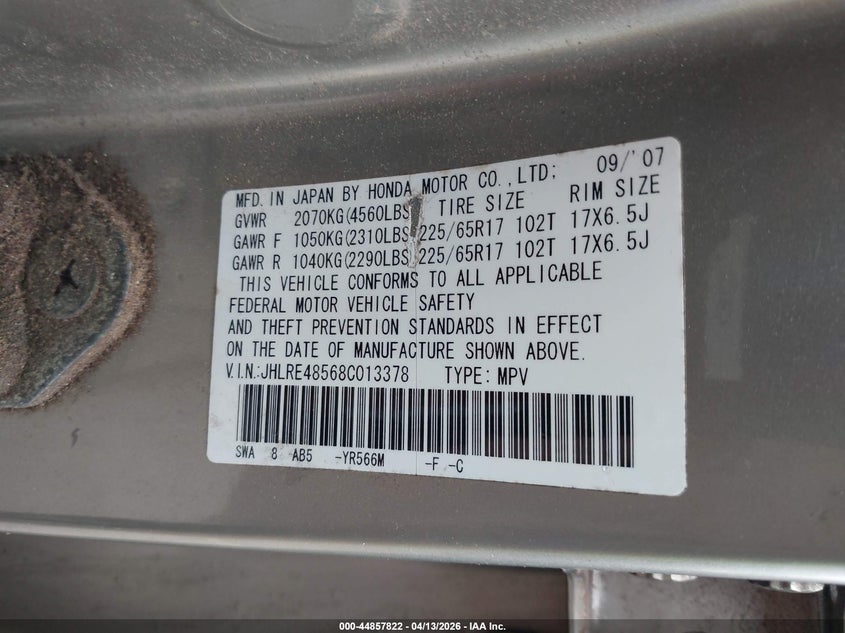 MFD. IN JAPAN BY HONDA MOTOR CO., LTD: 09/'07
GVWR 2070KG(4560LBS TIRE SIZE RIM SIZE
GAWR F 1050KG(2310LBS 225/65R17 102T 17X6.5J
GAWR R 1040KG(2290LBS 225/65R17 102T 17X6.5J
THIS VEHICLE CONFORMS TO ALL APPLICABLE
FEDERAL MOTOR VEHICLE SAFETY
AND THEFT PREVENTION STANDARDS IN EFFECT
ON THE DATE OF MANUFACTURE SHOWN ABOVE.
V.I.N.:JHLRE48568C013378 TYPE: MPV
SWA 8 AB5 -YR566M -F -C
000-44857822 | 04/13/2026 - IAA Inc.